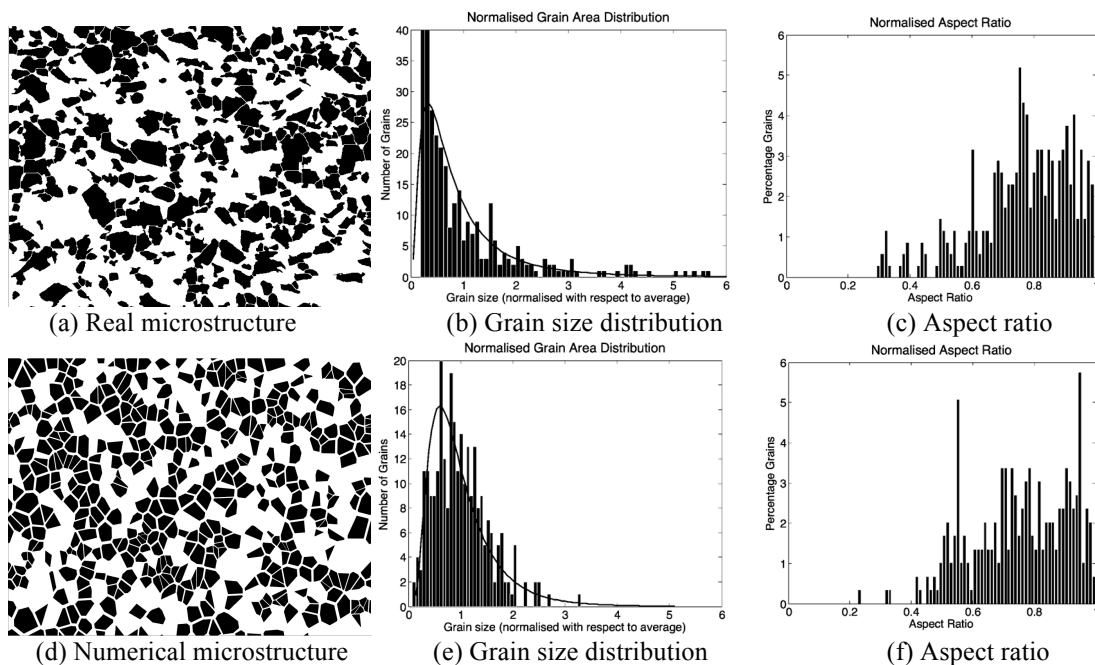 Normalised Grain Area Distribution
40
35
30
25
20
15
10
5
0
Number of Grains
0 1 2 3 4 5 6
Grain size (normalised with respect to average)
Normalised Aspect Ratio
6
5
4
3
2
1
0
Percentage Grains
0 0.2 0.4 0.6 0.8 1
Aspect Ratio
(a) Real microstructure
(b) Grain size distribution
(c) Aspect ratio
Normalised Grain Area Distribution
20
18
16
14
12
10
8
6
4
2
0
Number of Grains
0 1 2 3 4 5 6
Grain size (normalised with respect to average)
Normalised Aspect Ratio
6
5
4
3
2
1
0
Percentage Grains
0 0.2 0.4 0.6 0.8 1
Aspect Ratio
(d) Numerical microstructure
(e) Grain size distribution
(f) Aspect ratio